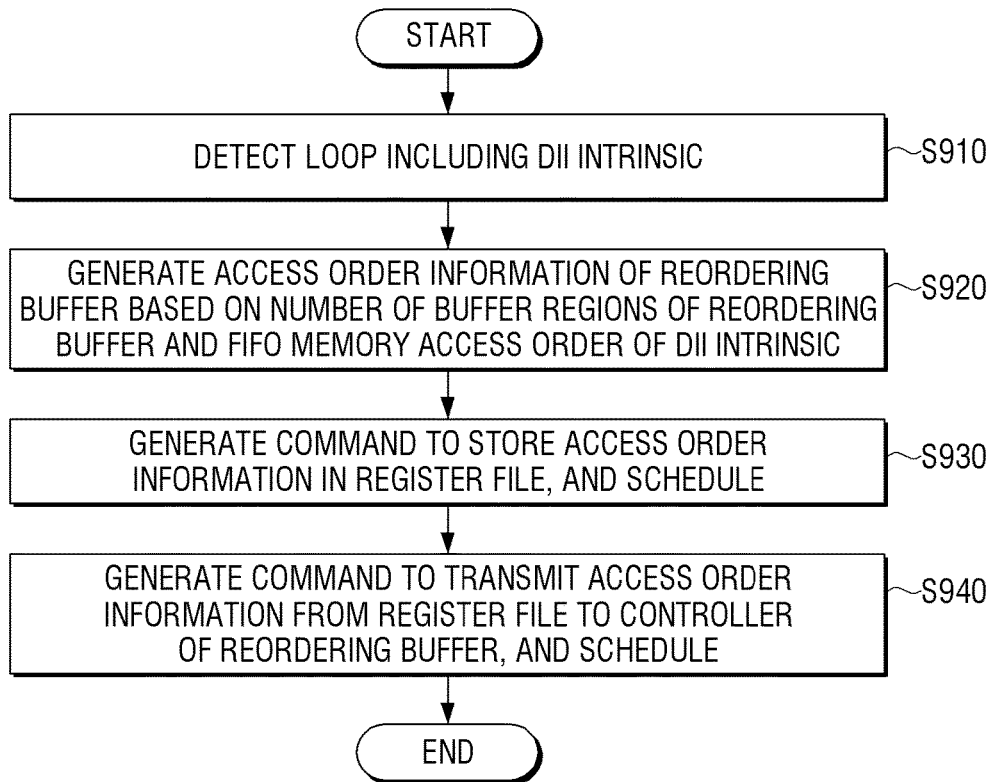 START
DETECT LOOP INCLUDING DII INTRINSIC
S910
GENERATE ACCESS ORDER INFORMATION OF REORDERING
BUFFER BASED ON NUMBER OF BUFFER REGIONS OF REORDERING
BUFFER AND FIFO MEMORY ACCESS ORDER OF DII INTRINSIC
S920
GENERATE COMMAND TO STORE ACCESS ORDER
INFORMATION IN REGISTER FILE, AND SCHEDULE
S930
GENERATE COMMAND TO TRANSMIT ACCESS ORDER
INFORMATION FROM REGISTER FILE TO CONTROLLER
OF REORDERING BUFFER, AND SCHEDULE
S940
END